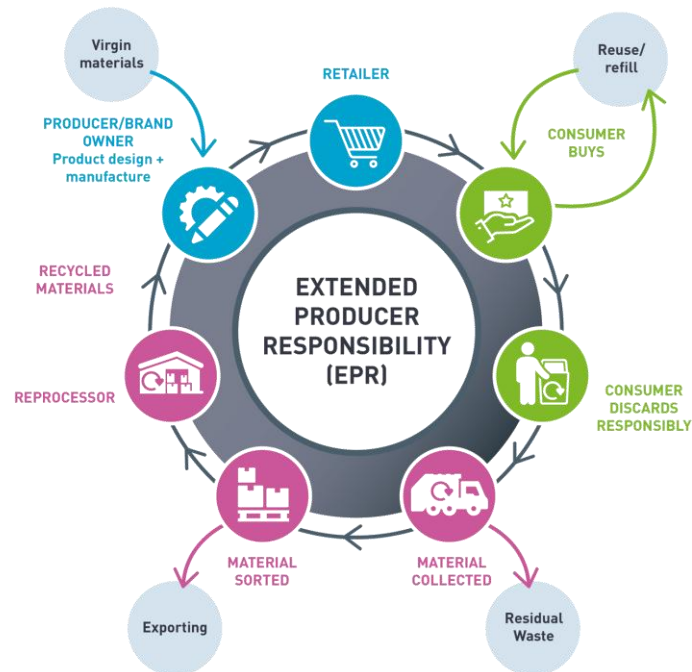 Virgin
materials
RETAILER
Reuse/
refill
PRODUCER/BRAND
OWNER
Product design +
manufacture
CONSUMER
BUYS
RECYCLED
MATERIALS
EXTENDED
PRODUCER
RESPONSIBILITY
(EPR)
REPROCESSOR
CONSUMER
DISCARDS
RESPONSIBLY
MATERIAL
SORTED
MATERIAL
COLLECTED
Exporting
Residual
Waste